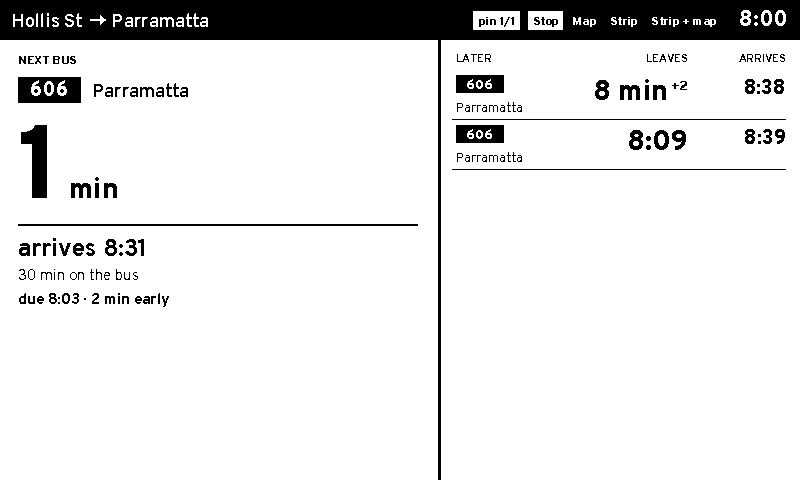 Hollis St → Parramatta
pin 1/1 Stop Map Strip Strip + map 8:00
NEXT BUS
606 Parramatta
1 min
arrives 8:31
30 min on the bus
due 8:03 · 2 min early
LATER LEAVES ARRIVES
606 8 min +2 8:38
Parramatta
606 8:09 8:39
Parramatta